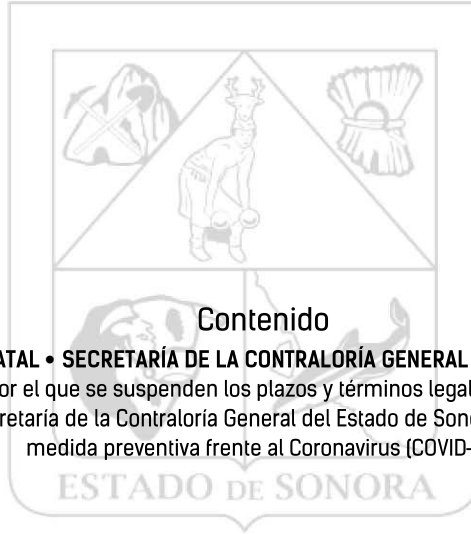 Contenido
ATAL • SECRETARÍA DE LA CONTRALORÍA GENERAL
or el que se suspenden los plazos y términos legal
retaría de la Contraloría General del Estado de Sono
medida preventiva frente al Coronavirus (COVID-
ESTADO DE SONORA